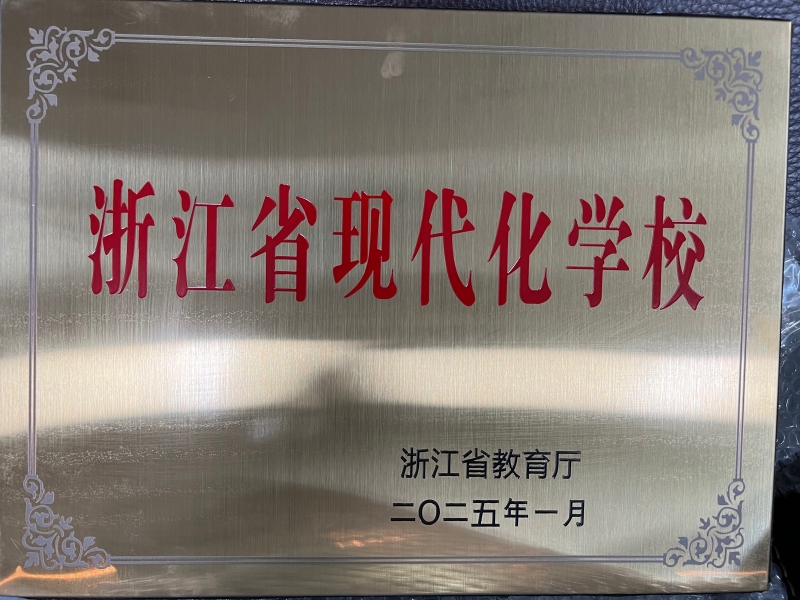 浙江省现代化学校
浙江省教育厅
二〇二五年一月